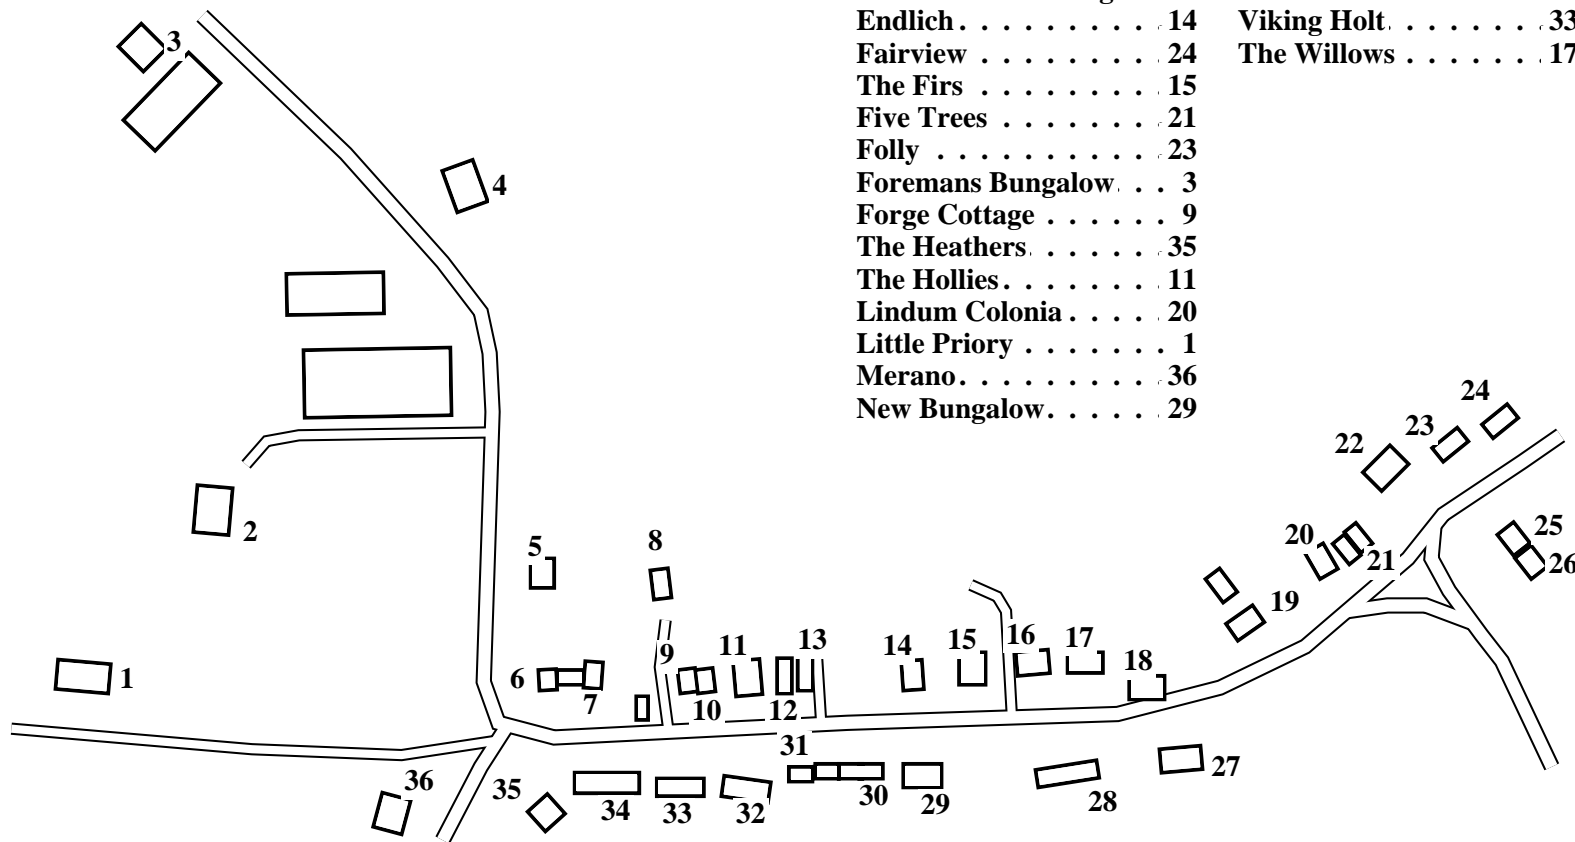 Endlich . . . . . . . . . . 14
Fairview . . . . . . . . . 24
The Firs . . . . . . . . . 15
Five Trees . . . . . . . . 21
Folly . . . . . . . . . . . 23
Foremans Bungalow . . . 3
Forge Cottage . . . . . . 9
The Heathers . . . . . . 35
The Hollies . . . . . . . . 11
Lindum Colonia . . . . . 20
Little Priory . . . . . . . 1
Merano . . . . . . . . . . 36
New Bungalow . . . . . . 29
Viking Holt . . . . . . . . 33
The Willows . . . . . . . 17
3
4
2
1
5
8
6
7
9
10
11
12
13
14
15
16
17
18
19
20
21
22
23
24
25
26
27
28
29
30
31
32
33
34
35
36